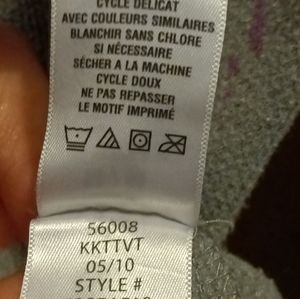 CYCLE DÉLICAT
AVEC COULEURS SIMILAIRES
BLANCHIR SANS CHLORE
SI NÉCESSAIRE
SÉCHER A LA MACHINE
CYCLE DOUX
NE PAS REPASSER
LE MOTIF IMPRIMÉ
56008
KKTTVT
05/10
STYLE #